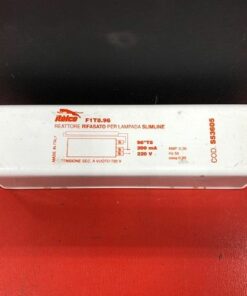 Relco
F1T8.96
REATTORE RIFASATO PER LAMPADA SLIMLINE
MADE IN ITALY
96"T8
300 mA
220 V
TENSIONE SEC. A VUOTO 700 V
COD. S53605